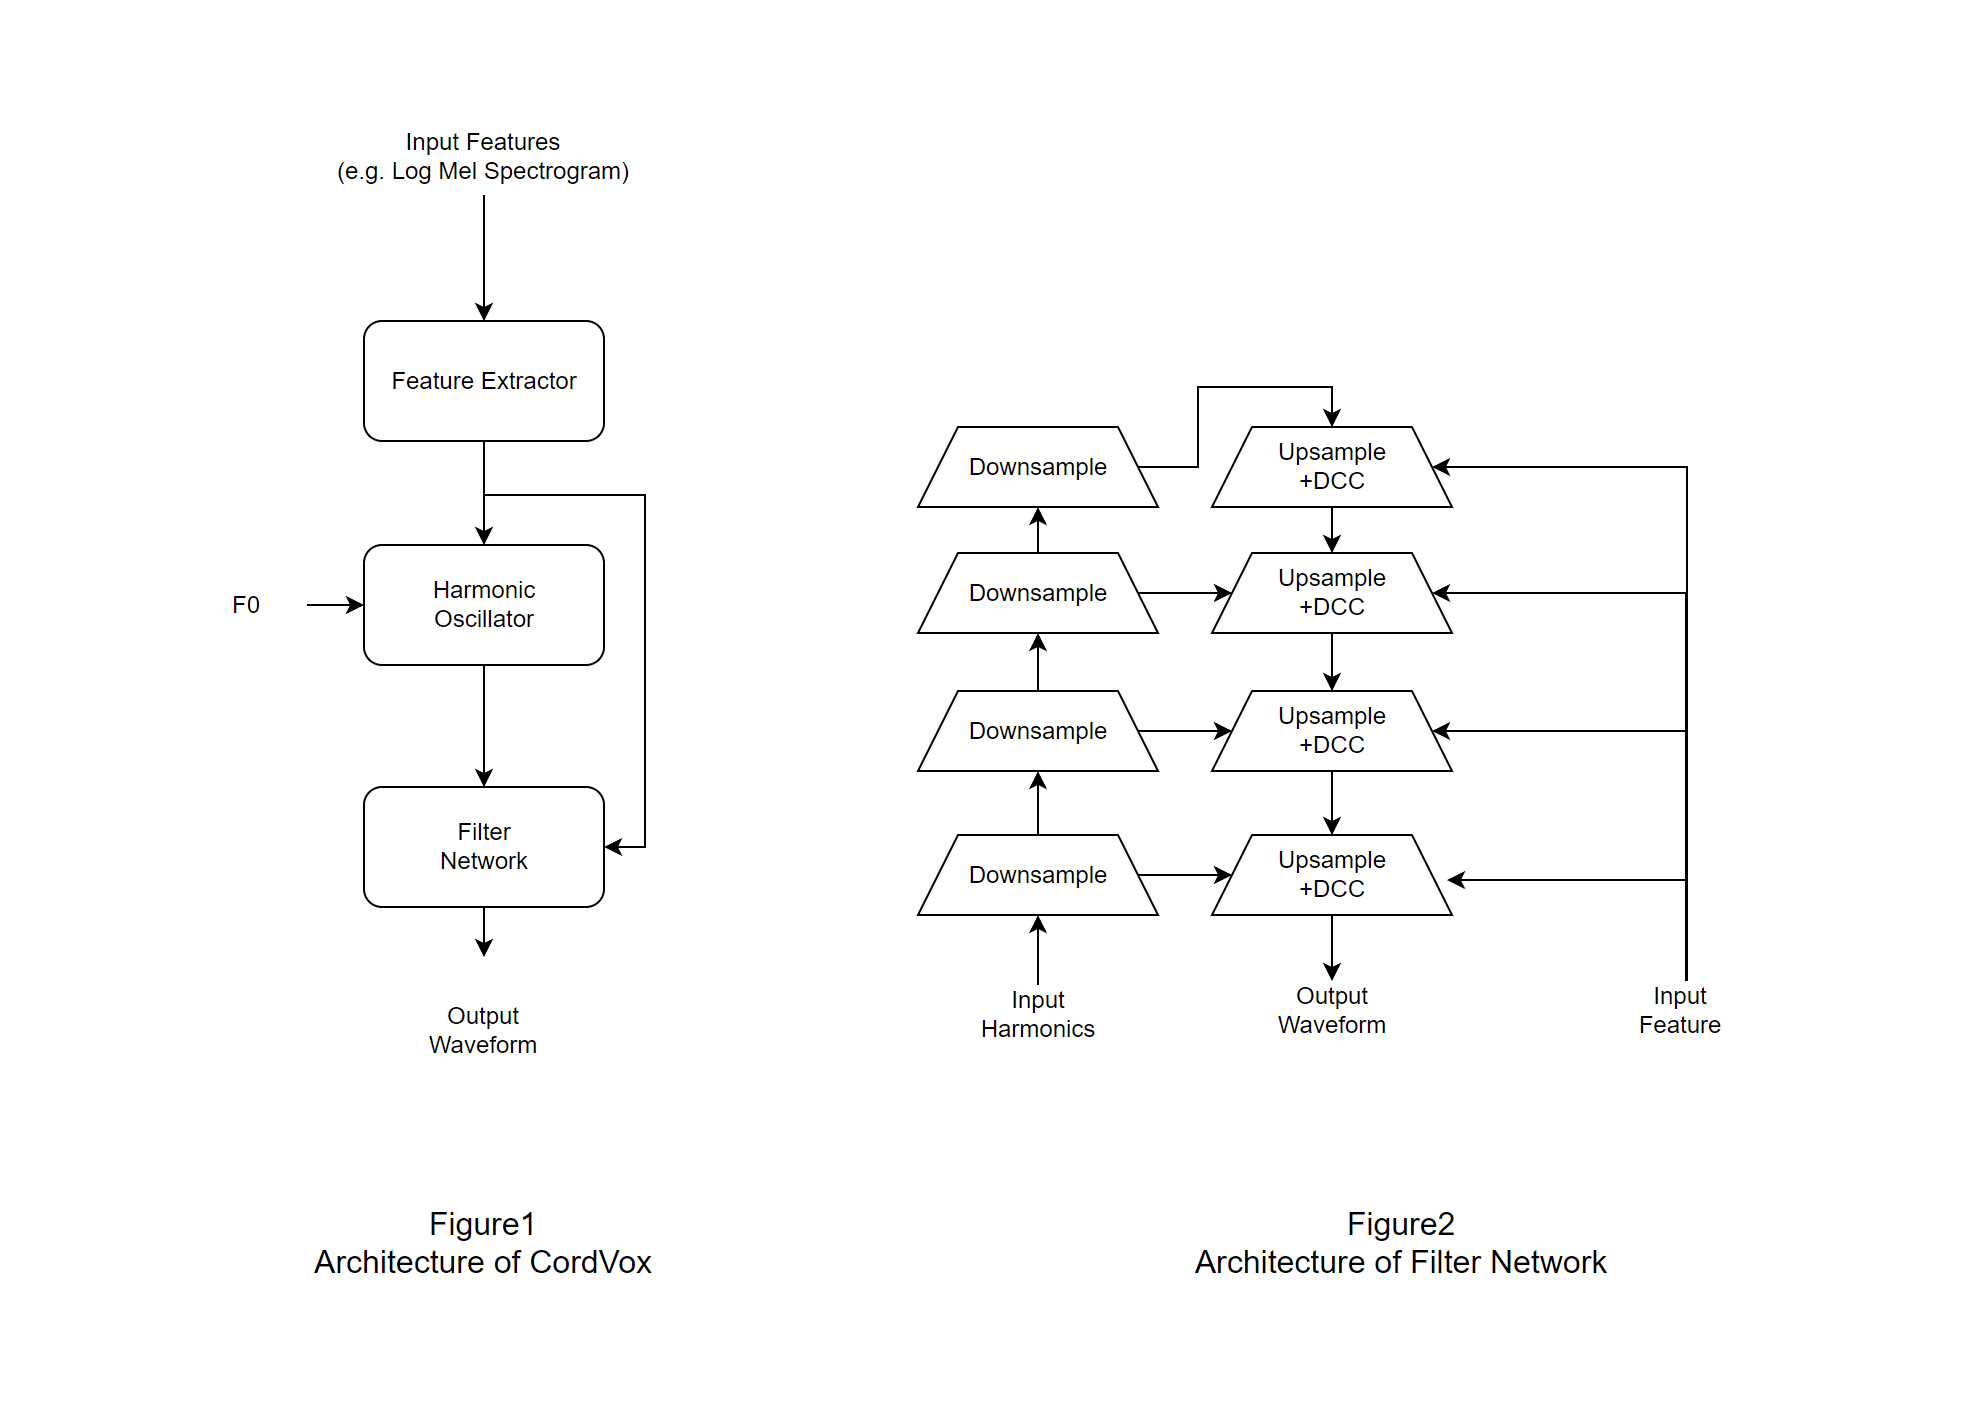 Input Features
(e.g. Log Mel Spectrogram)
Feature Extractor
F0
Harmonic
Oscillator
Filter
Network
Output
Waveform
Figure1
Architecture of CordVox
Downsample
Upsample
+DCC
Downsample
Upsample
+DCC
Downsample
Upsample
+DCC
Downsample
Upsample
+DCC
Input
Harmonics
Output
Waveform
Input
Feature
Figure2
Architecture of Filter Network